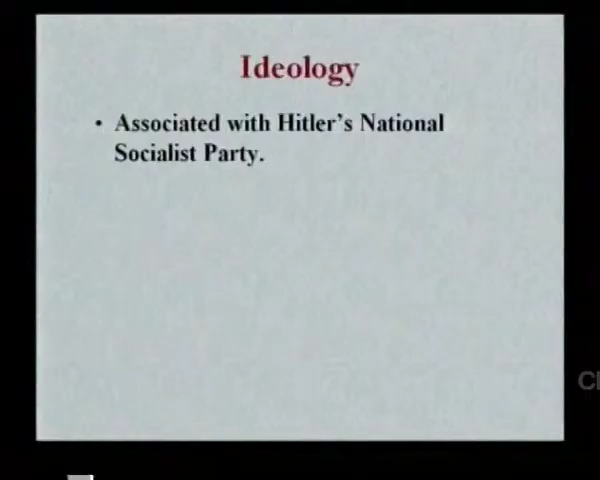 Ideology
• Associated with Hitler's National
Socialist Party.